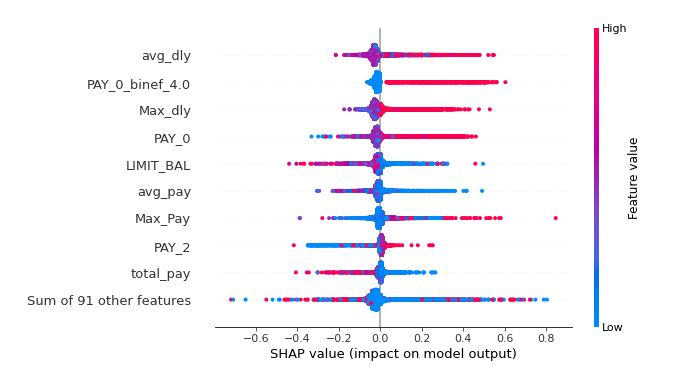 High
avg_dly
PAY_0_binef_4.0
Max_dly
PAY_0
LIMIT_BAL
avg_pay
Max_Pay
PAY_2
total_pay
Sum of 91 other features
Feature value
Low
−0.6 −0.4 −0.2 0.0 0.2 0.4 0.6 0.8
SHAP value (impact on model output)